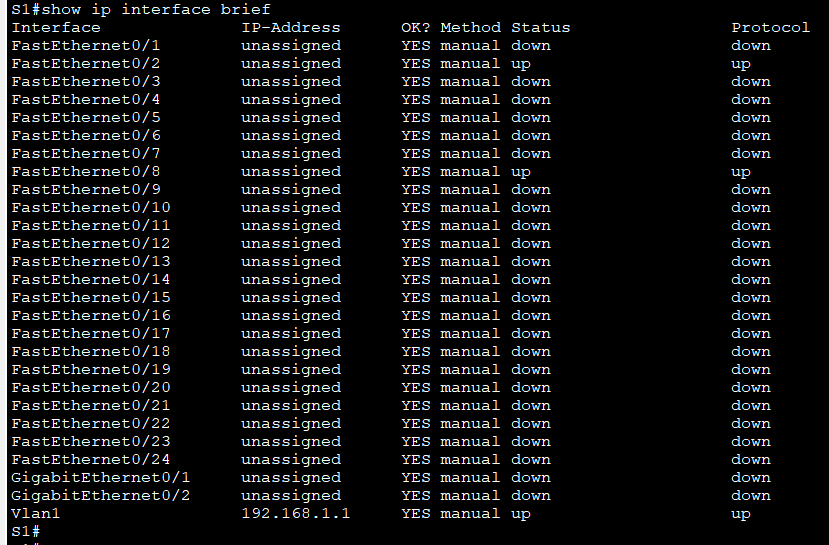 S1#show ip interface brief
Interface              IP-Address      OK? Method Status                Protocol
FastEthernet0/1        unassigned      YES manual down                  down
FastEthernet0/2        unassigned      YES manual up                    up
FastEthernet0/3        unassigned      YES manual down                  down
FastEthernet0/4        unassigned      YES manual down                  down
FastEthernet0/5        unassigned      YES manual down                  down
FastEthernet0/6        unassigned      YES manual down                  down
FastEthernet0/7        unassigned      YES manual down                  down
FastEthernet0/8        unassigned      YES manual up                    up
FastEthernet0/9        unassigned      YES manual down                  down
FastEthernet0/10       unassigned      YES manual down                  down
FastEthernet0/11       unassigned      YES manual down                  down
FastEthernet0/12       unassigned      YES manual down                  down
FastEthernet0/13       unassigned      YES manual down                  down
FastEthernet0/14       unassigned      YES manual down                  down
FastEthernet0/15       unassigned      YES manual down                  down
FastEthernet0/16       unassigned      YES manual down                  down
FastEthernet0/17       unassigned      YES manual down                  down
FastEthernet0/18       unassigned      YES manual down                  down
FastEthernet0/19       unassigned      YES manual down                  down
FastEthernet0/20       unassigned      YES manual down                  down
FastEthernet0/21       unassigned      YES manual down                  down
FastEthernet0/22       unassigned      YES manual down                  down
FastEthernet0/23       unassigned      YES manual down                  down
FastEthernet0/24       unassigned      YES manual down                  down
GigabitEthernet0/1     unassigned      YES manual down                  down
GigabitEthernet0/2     unassigned      YES manual down                  down
Vlan1                  192.168.1.1     YES manual up                    up
S1#